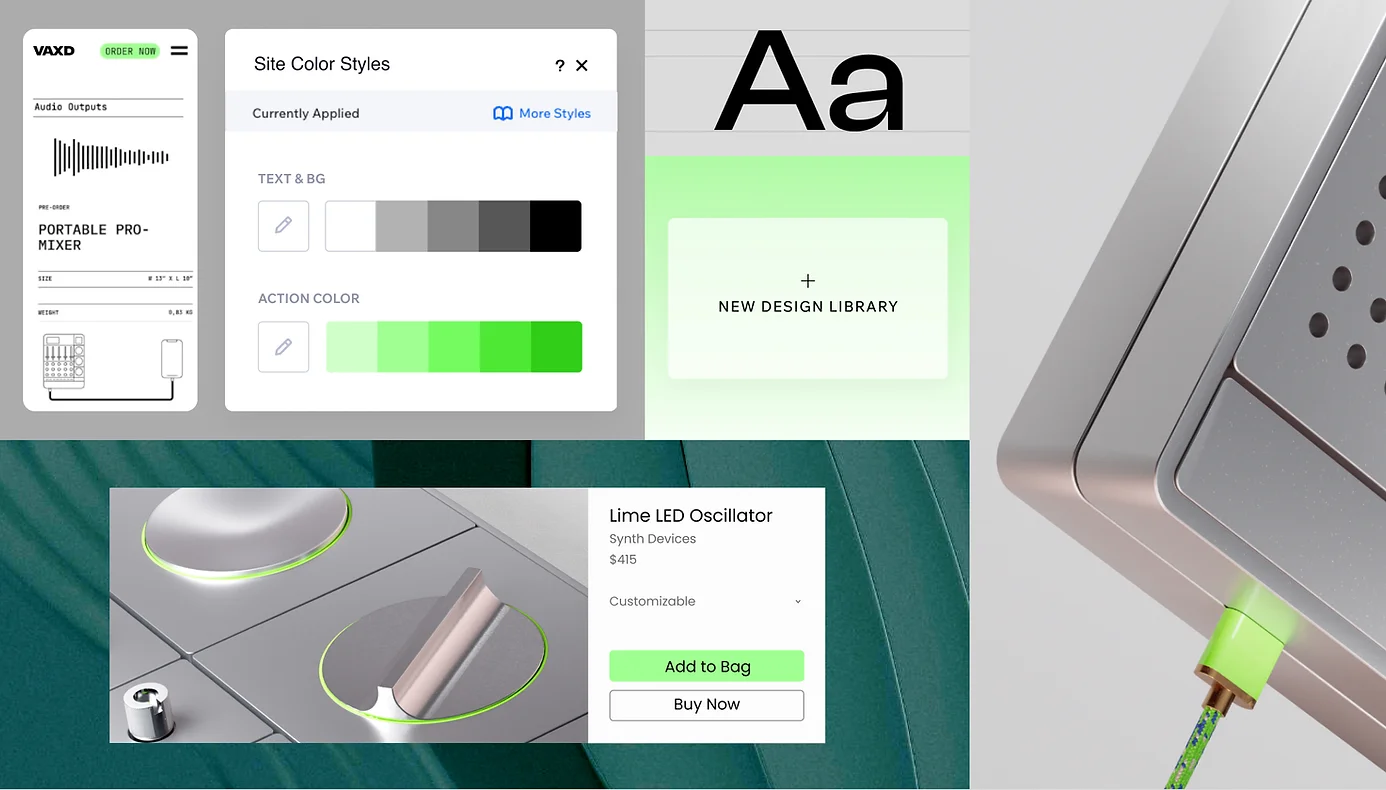 VAXD
ORDER NOW
Audio Outputs
PRE-ORDER
PORTABLE PRO-
MIXER
SIZE
W 13" X L 10"
WEIGHT
0,83 KG
Site Color Styles
?
Currently Applied
More Styles
TEXT & BG
ACTION COLOR
Aa
+
NEW DESIGN LIBRARY
Lime LED Oscillator
Synth Devices
$415
Customizable
Add to Bag
Buy Now